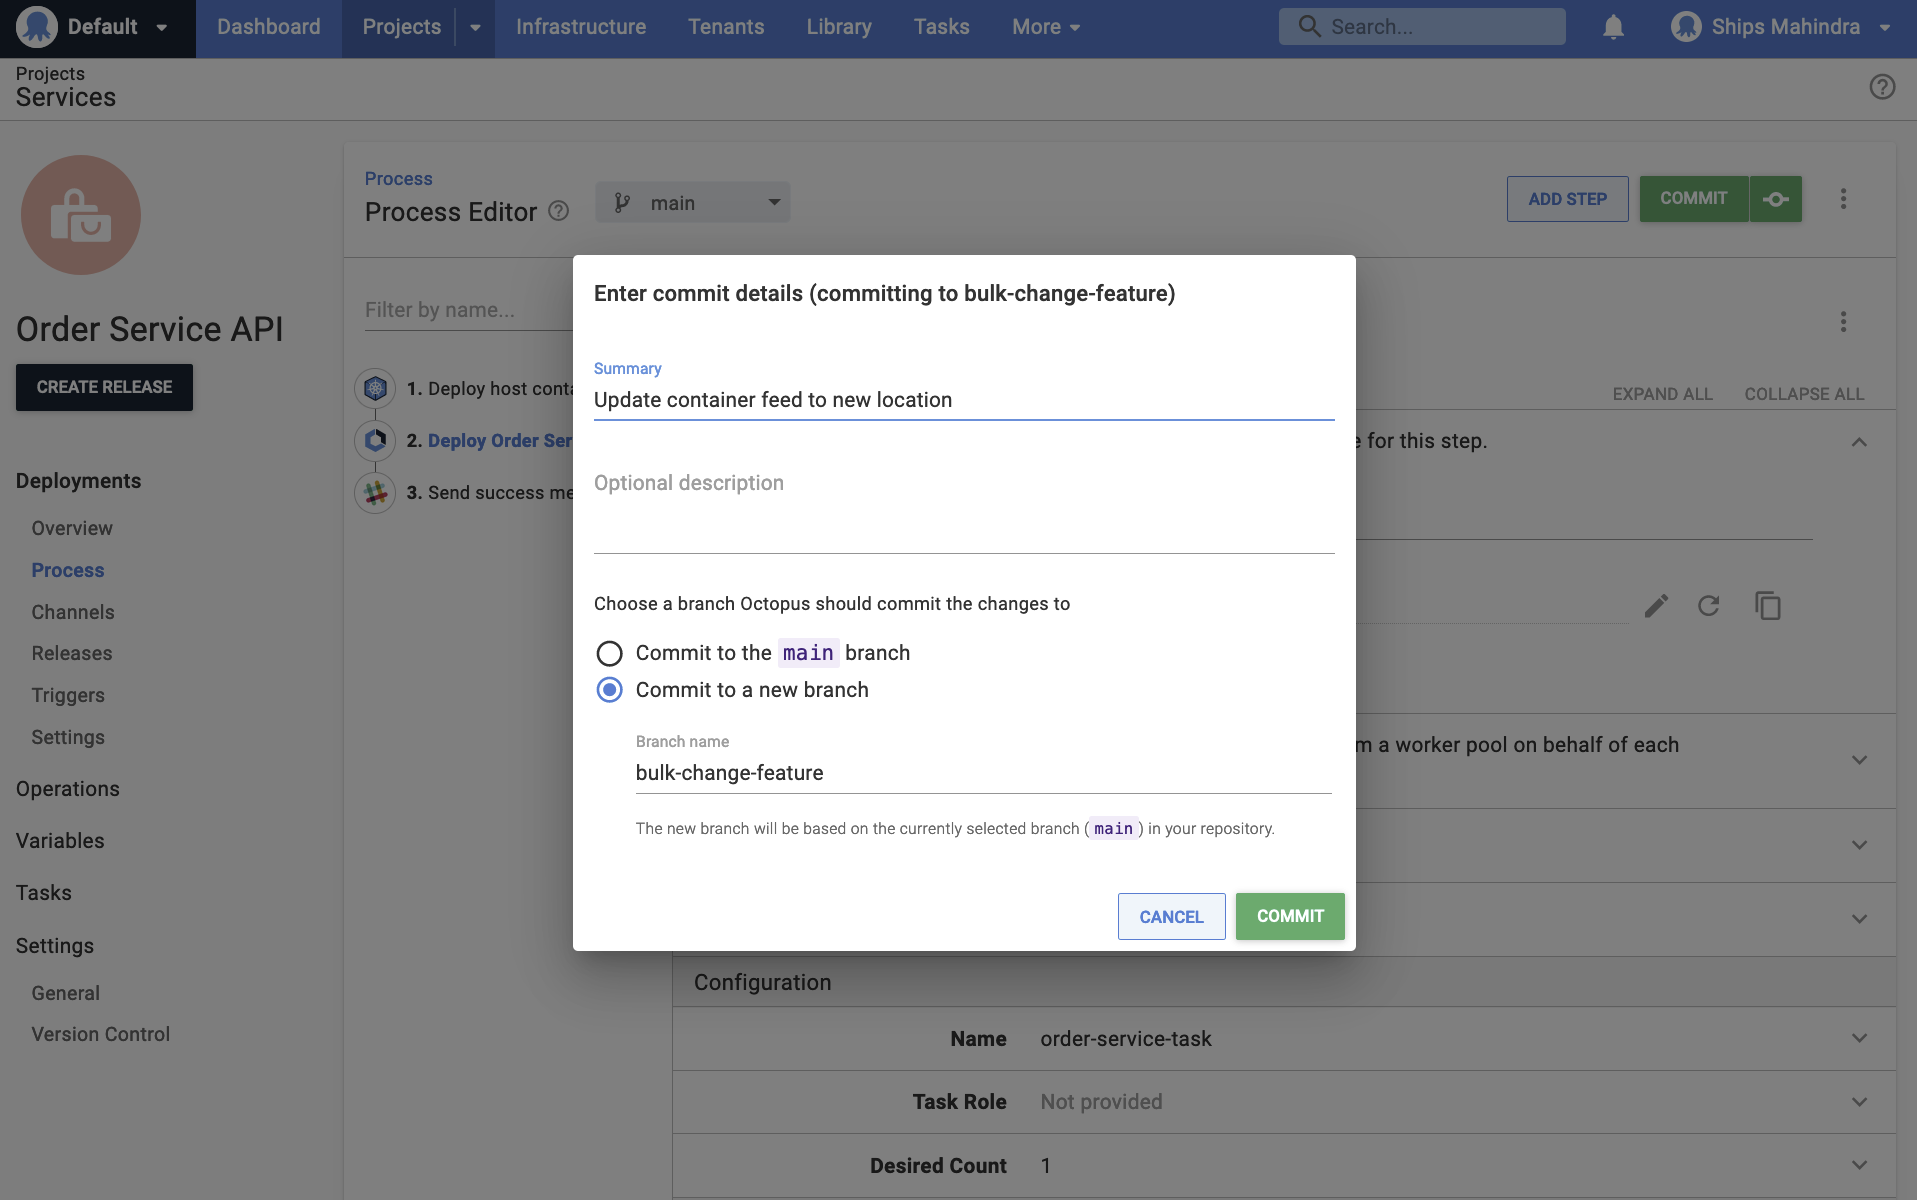 Default
Dashboard
Projects
Infrastructure
Tenants
Library
Tasks
More
Search...
Ships Mahindra
Projects
Services
Order Service API
CREATE RELEASE
Deployments
Overview
Process
Channels
Releases
Triggers
Settings
Operations
Variables
Tasks
Settings
General
Version Control
Process
Process Editor
main
ADD STEP
COMMIT
Filter by name...
1. Deploy host conta
2. Deploy Order Ser
3. Send success me
EXPAND ALL
COLLAPSE ALL
e for this step.
m a worker pool on behalf of each
Enter commit details (committing to bulk-change-feature)
Summary
Update container feed to new location
Optional description
Choose a branch Octopus should commit the changes to
Commit to the main branch
Commit to a new branch
Branch name
bulk-change-feature
The new branch will be based on the currently selected branch ( main ) in your repository.
CANCEL
COMMIT
Configuration
Name
order-service-task
Task Role
Not provided
Desired Count
1